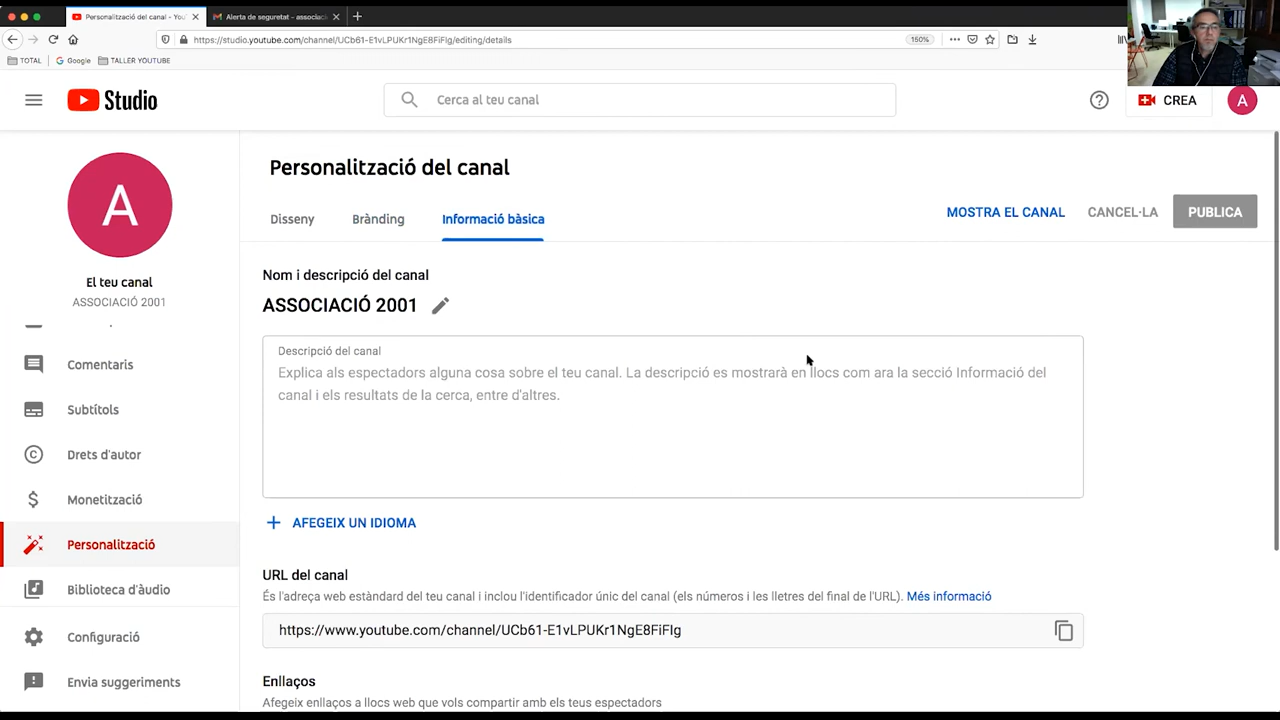 Personalització del canal - You
Alerta de seguretat - associac
https://studio.youtube.com/channel/UCb61-E1vLPUKr1NgE8FiFIg/editing/details
150%
TOTAL
Google
TALLER YOUTUBE
Studio
Cerca al teu canal
CREA
A
A
El teu canal
ASSOCIACIÓ 2001
Comentaris
Subtítols
Drets d'autor
Monetització
Personalització
Biblioteca d'àudio
Configuració
Envia suggeriments
Personalització del canal
Disseny
Brànding
Informació bàsica
MOSTRA EL CANAL
CANCEL·LA
PUBLICA
Nom i descripció del canal
ASSOCIACIÓ 2001
Descripció del canal
Explica als espectadors alguna cosa sobre el teu canal. La descripció es mostrarà en llocs com ara la secció Informació del
canal i els resultats de la cerca, entre d'altres.
AFEGEIX UN IDIOMA
URL del canal
És l'adreça web estàndard del teu canal i inclou l'identificador únic del canal (els números i les lletres del final de l'URL). Més informació
https://www.youtube.com/channel/UCb61-E1vLPUKr1NgE8FiFIg
Enllaços
Afegeix enllaços a llocs web que vols compartir amb els teus espectadors